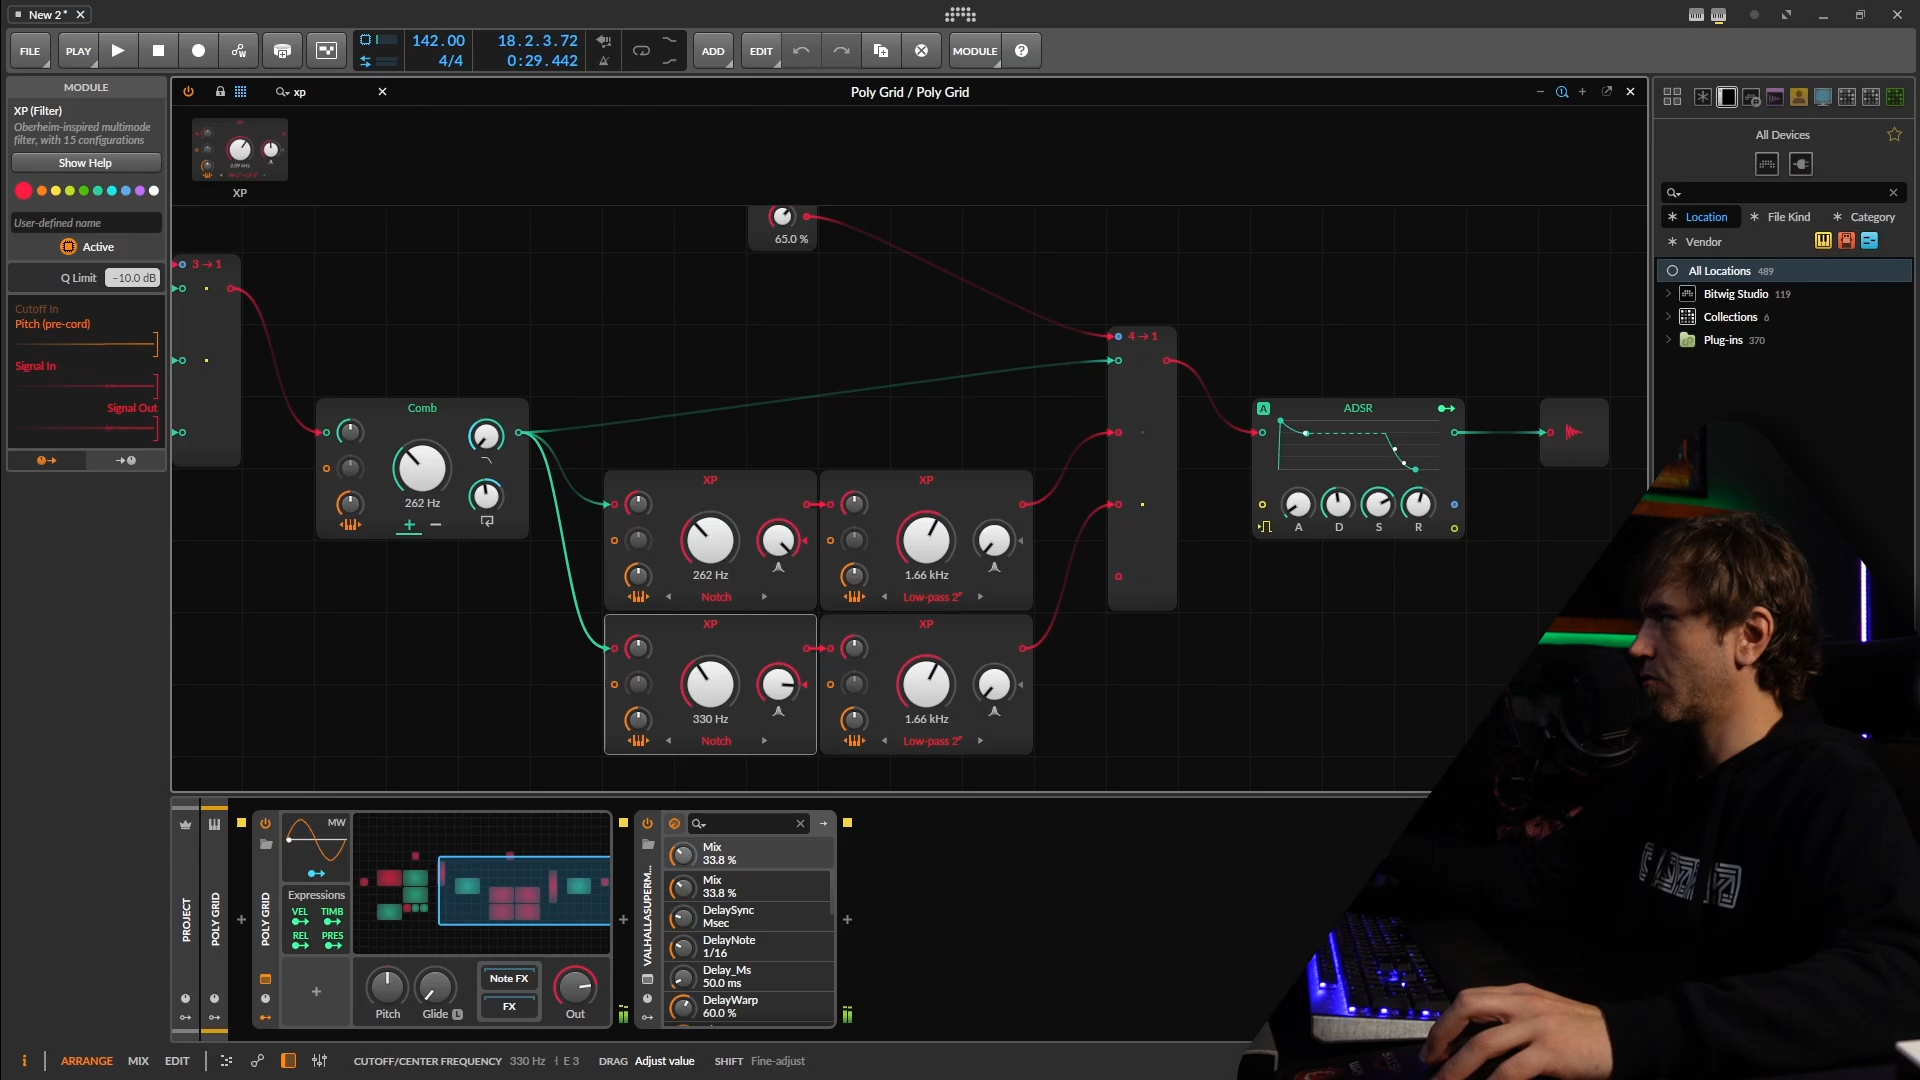 New 2*
FILE
PLAY
142.00
4/4
18.2.3.72
0:29.442
ADD
EDIT
MODULE
MODULE
XP (Filter)
Oberheim-inspired multimode
filter, with 15 configurations
Show Help
User-defined name
Active
Q Limit
-10.0 dB
Cutoff In
Pitch (pre-cord)
Signal In
Signal Out
xp
Poly Grid / Poly Grid
XP
65.0 %
3 → 1
4 → 1
Comb
262 Hz
XP
262 Hz
Notch
XP
1.66 kHz
Low-pass 2ᴾ
XP
330 Hz
Notch
XP
1.66 kHz
Low-pass 2ᴾ
A
ADSR
A
D
S
R
All Devices
Location
File Kind
Category
Vendor
All Locations 489
Bitwig Studio 119
Collections 6
Plug-ins 370
PROJECT
POLY GRID
POLY GRID
MW
Expressions
VEL
TIMB
REL
PRES
Pitch
Glide
L
Note FX
FX
Out
VALHALLASUPERM...
Mix
33.8 %
Mix
33.8 %
DelaySync
Msec
DelayNote
1/16
Delay_Ms
50.0 ms
DelayWarp
60.0 %
i
ARRANGE
MIX
EDIT
CUTOFF/CENTER FREQUENCY
330 Hz
E 3
DRAG
Adjust value
SHIFT
Fine-adjust